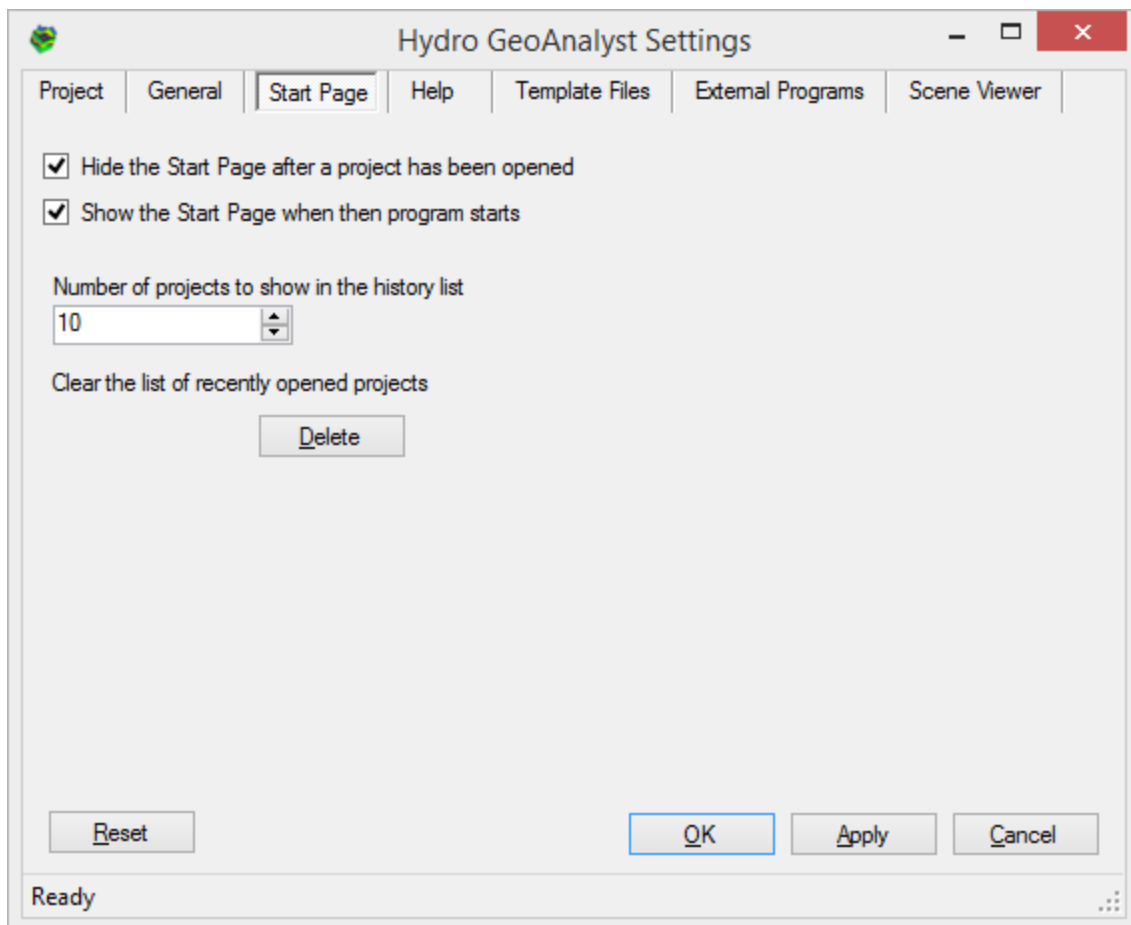 Hydro GeoAnalyst Settings
Project General Start Page Help Template Files External Programs Scene Viewer
Hide the Start Page after a project has been opened
Show the Start Page when then program starts
Number of projects to show in the history list
10
Clear the list of recently opened projects
Delete
Reset OK Apply Cancel
Ready